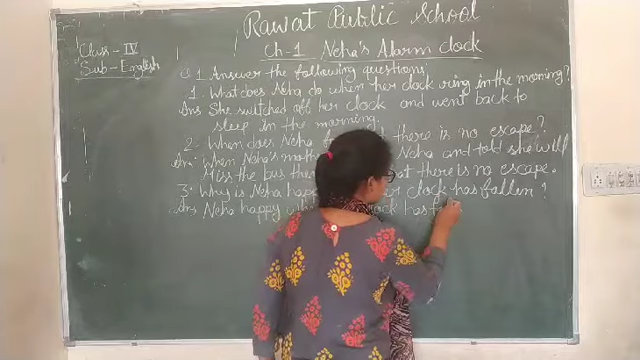 Rawat Public School
Class - IV
Sub - English
Ch-1 Neha's Alarm clock
Q 1 Answer the following questions;
1. What does Neha do when her clock ring in the morning?
Ans She switched off her clock and went back to
sleep in the morning.
2. When does Neha there is no escape?
Ans. When Neha's Neha and told she will
Miss the bus that there is no escape.
3. Why is Neha clock has fallen?
Ans Neha happy has